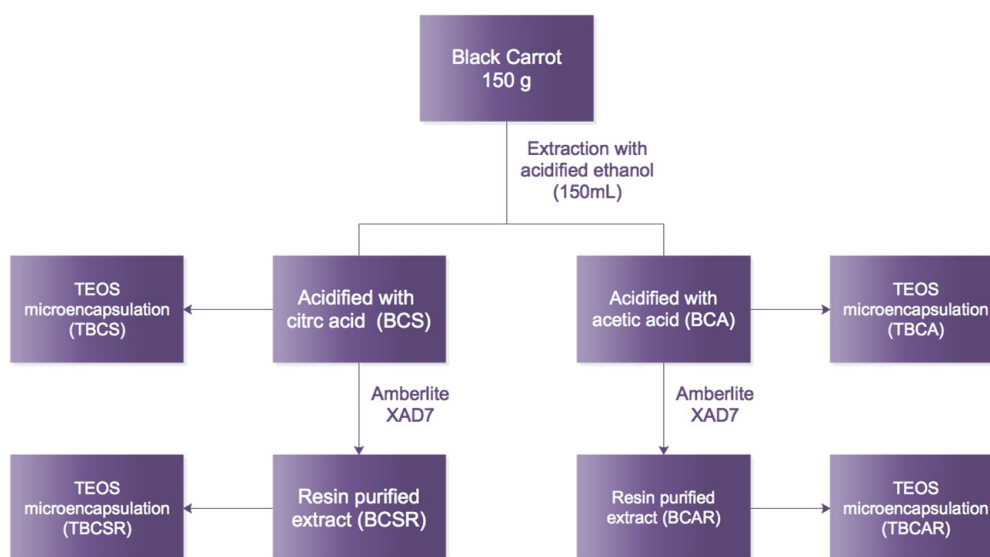 Black Carrot
150 g
Extraction with
acidified ethanol
(150mL)
TEOS
microencapsulation
(TBCS)
Acidified with
citrc acid (BCS)
Acidified with
acetic acid (BCA)
TEOS
microencapsulation
(TBCA)
Amberlite
XAD7
Amberlite
XAD7
TEOS
microencapsulation
(TBCSR)
Resin purified
extract (BCSR)
Resin purified
extract (BCAR)
TEOS
microencapsulation
(TBCAR)